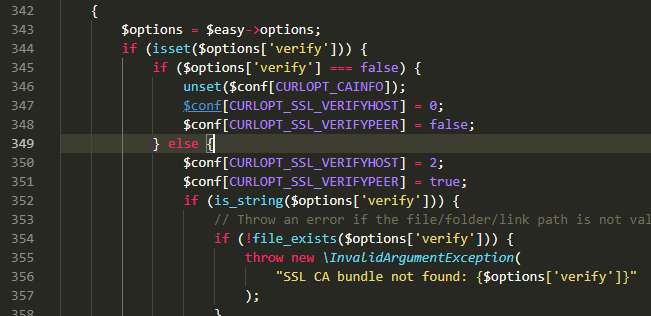 342 {
343 $options = $easy->options;
344 if (isset($options['verify'])) {
345 if ($options['verify'] === false) {
346 unset($conf[CURLOPT_CAINFO]);
347 $conf[CURLOPT_SSL_VERIFYHOST] = 0;
348 $conf[CURLOPT_SSL_VERIFYPEER] = false;
349 } else {
350 $conf[CURLOPT_SSL_VERIFYHOST] = 2;
351 $conf[CURLOPT_SSL_VERIFYPEER] = true;
352 if (is_string($options['verify'])) {
353 // Throw an error if the file/folder/link path is not val
354 if (!file_exists($options['verify'])) {
355 throw new \InvalidArgumentException(
356 "SSL CA bundle not found: {$options['verify']}"
357 );
358 }